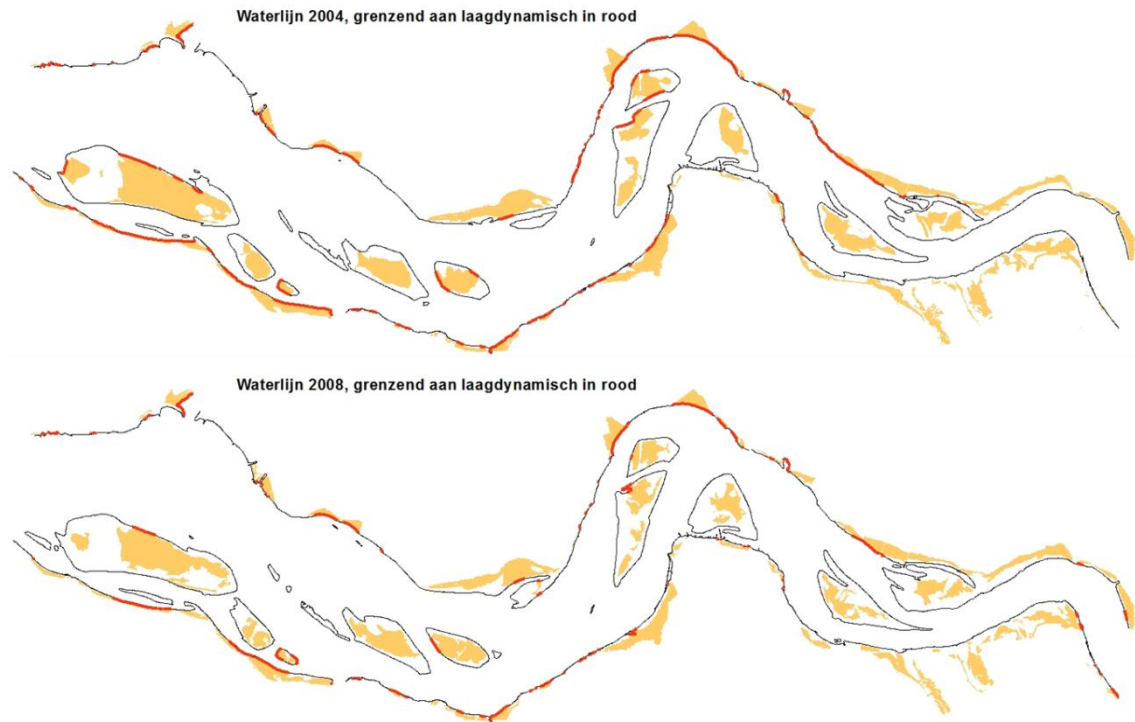 Waterlijn 2004, grenzend aan laagdynamisch in rood
Waterlijn 2008, grenzend aan laagdynamisch in rood